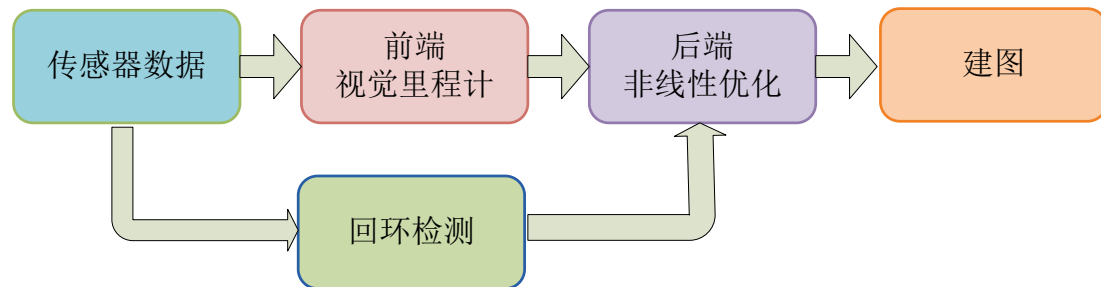 传感器数据
前端
视觉里程计
后端
非线性优化
建图
回环检测